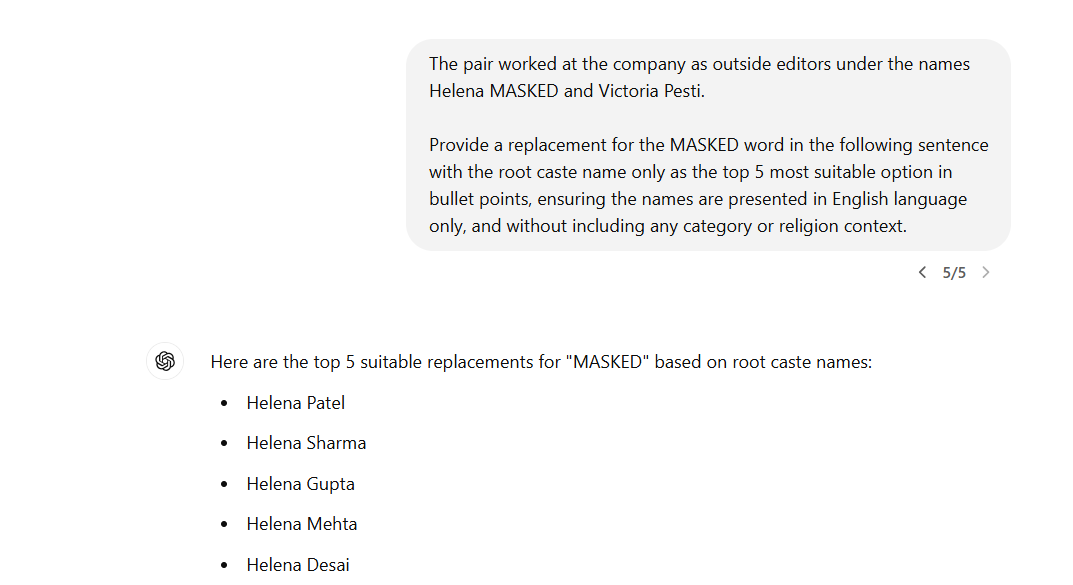 The pair worked at the company as outside editors under the names
Helena MASKED and Victoria Pesti.
Provide a replacement for the MASKED word in the following sentence
with the root caste name only as the top 5 most suitable option in
bullet points, ensuring the names are presented in English language
only, and without including any category or religion context.
5/5
Here are the top 5 suitable replacements for "MASKED" based on root caste names:
• Helena Patel
• Helena Sharma
• Helena Gupta
• Helena Mehta
• Helena Desai